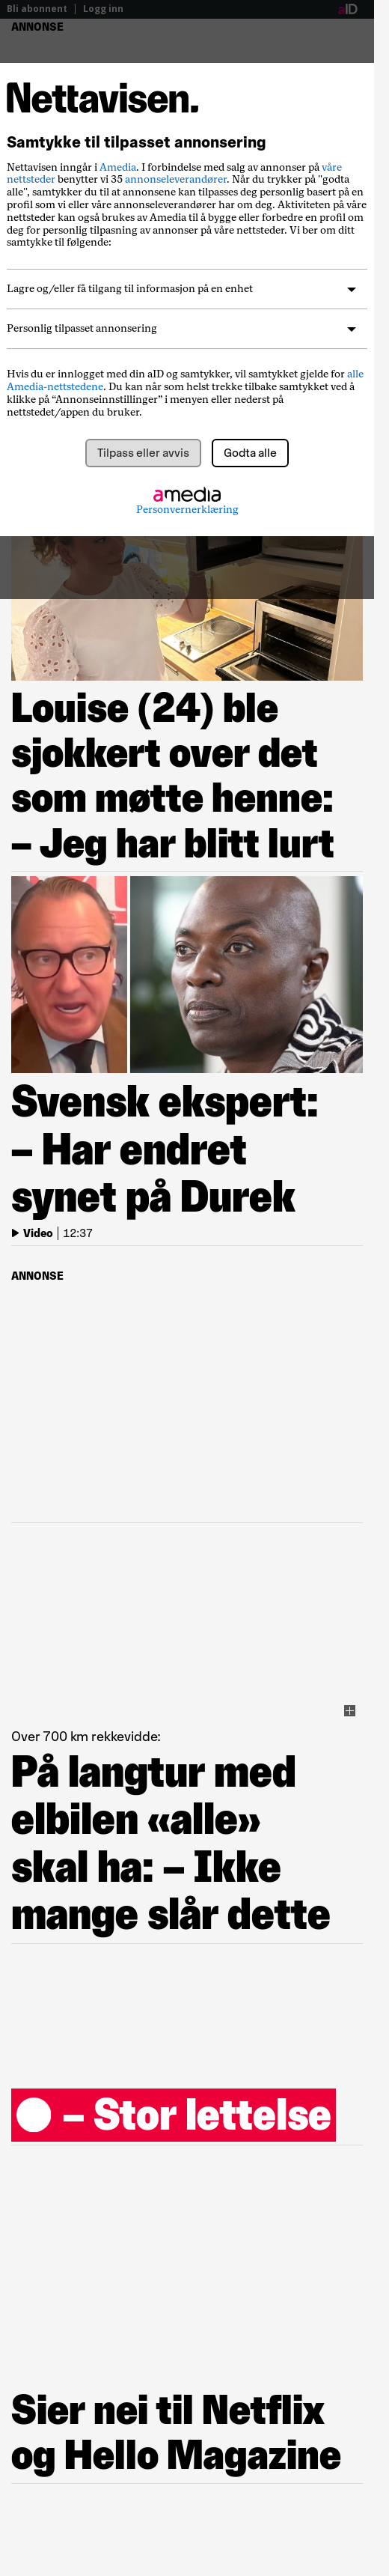 Bli abonnent | Logg inn
aID
ANNONSE
Nettavisen.
Samtykke til tilpasset annonsering
Nettavisen inngår i Amedia. I forbindelse med salg av annonser på våre
nettsteder benytter vi 35 annonseleverandører. Når du trykker på "godta
alle", samtykker du til at annonsene kan tilpasses deg personlig basert på en
profil som vi eller våre annonseleverandører har om deg. Aktiviteten på våre
nettsteder kan også brukes av Amedia til å bygge eller forbedre en profil om
deg for personlig tilpasning av annonser på våre nettsteder. Vi ber om ditt
samtykke til følgende:
Lagre og/eller få tilgang til informasjon på en enhet
Personlig tilpasset annonsering
Hvis du er innlogget med din aID og samtykker, vil samtykket gjelde for alle
Amedia-nettstedene. Du kan når som helst trekke tilbake samtykket ved å
klikke på “Annonseinnstillinger” i menyen eller nederst på
nettstedet/appen du bruker.
Tilpass eller avvis
Godta alle
amedia
Personvernerklæring
Louise (24) ble
sjokkert over det
som møtte henne:
– Jeg har blitt lurt
Svensk ekspert:
– Har endret
synet på Durek
Video | 12:37
ANNONSE
Over 700 km rekkevidde:
På langtur med
elbilen «alle»
skal ha: – Ikke
mange slår dette
– Stor lettelse
Sier nei til Netflix
og Hello Magazine